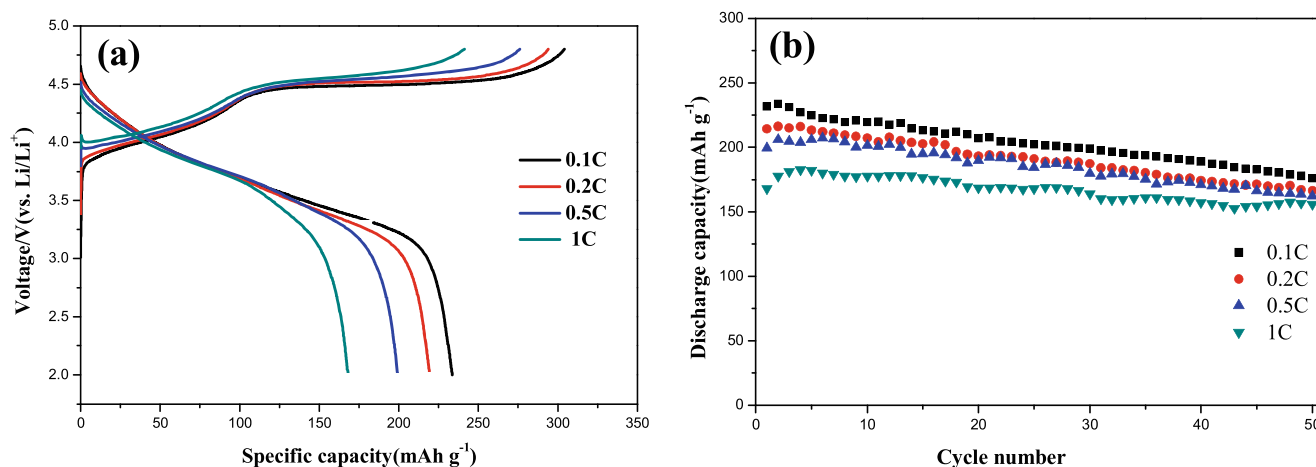 (a)
5.0
4.5
4.0
3.5
3.0
2.5
2.0
Voltage/V(vs. Li/Li⁺)
0 50 100 150 200 250 300 350
Specific capacity(mAh g⁻¹)
0.1C
0.2C
0.5C
1C
(b)
300
250
200
150
100
50
0
Discharge capacity(mAh g⁻¹)
0 10 20 30 40 50
Cycle number
0.1C
0.2C
0.5C
1C